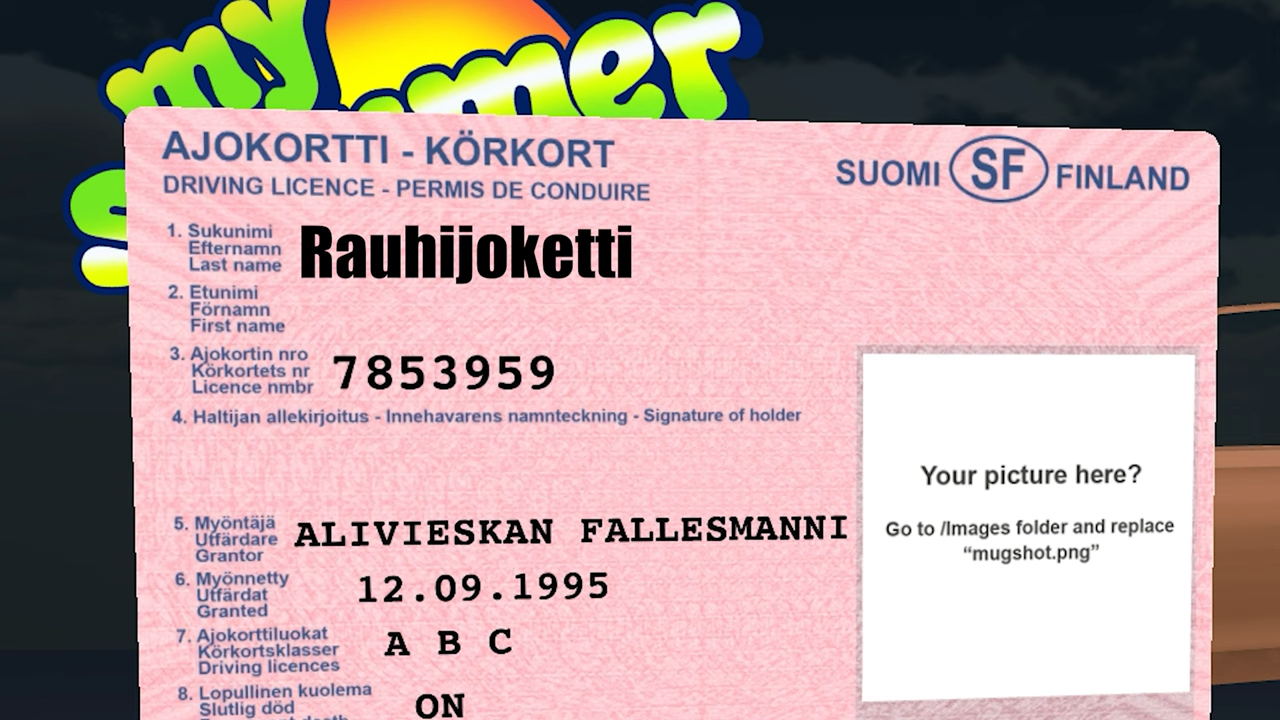 my
AJOKORTTI - KÖRKORT
DRIVING LICENCE - PERMIS DE CONDUIRE
SUOMI SF FINLAND
1. Sukunimi
Efternamn
Last name
Rauhijoketti
2. Etunimi
Förnamn
First name
3. Ajokortin nro
Körkortets nr
Licence nmbr
7853959
4. Haltijan allekirjoitus - Innehavarens namnteckning - Signature of holder
Your picture here?
Go to /Images folder and replace
“mugshot.png”
5. Myöntäjä
Utfärdare
Grantor
ALIVIESKAN FALLESMANNI
6. Myönnetty
Utfärdat
Granted
12.09.1995
7. Ajokorttiluokat
Körkortsklasser
Driving licences
A B C
8. Lopullinen kuolema
Slutlig död
ON